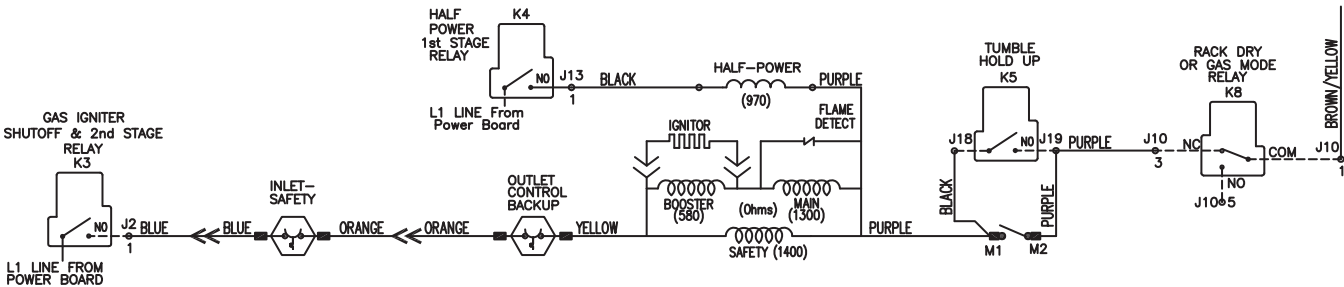 HALF
POWER
1st STAGE
RELAY
K4
NO
J13
1
BLACK
HALF-POWER
(970)
PURPLE
L1 LINE From
Power Board
GAS IGNITER
SHUTOFF & 2nd STAGE
RELAY
K3
NO
J2
1
BLUE
BLUE
L1 LINE FROM
POWER BOARD
INLET-
SAFETY
ORANGE
ORANGE
OUTLET
CONTROL
BACKUP
YELLOW
IGNITOR
FLAME
DETECT
BOOSTER
(580)
(Ohms)
MAIN
(1300)
SAFETY (1400)
PURPLE
TUMBLE
HOLD UP
K5
J18
NO
J19
PURPLE
BLACK
PURPLE
M1
M2
J10
3
RACK DRY
OR GAS MODE
RELAY
K8
NC
COM
NO
J10
5
J10
1
BROWN/YELLOW